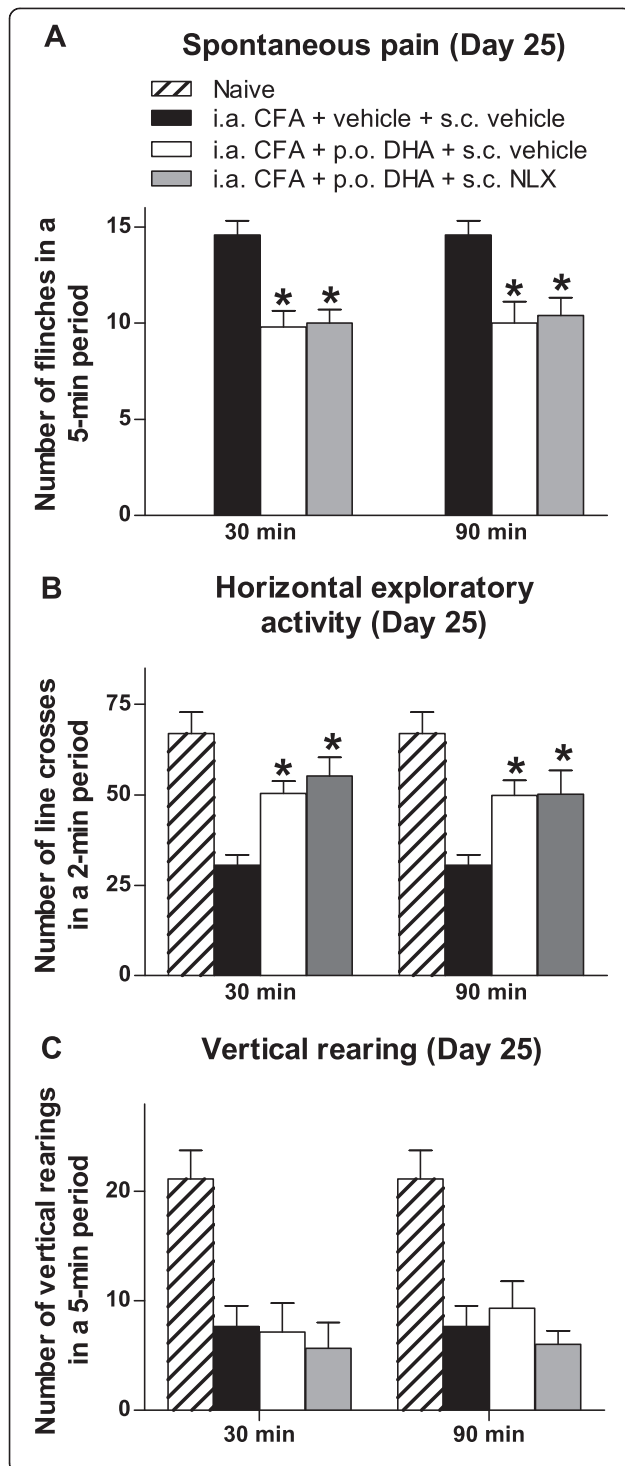 A
Spontaneous pain (Day 25)
Naive
i.a. CFA + vehicle + s.c. vehicle
i.a. CFA + p.o. DHA + s.c. vehicle
i.a. CFA + p.o. DHA + s.c. NLX
Number of flinches in a
5-min period
15
10
5
0
* *
* *
30 min
90 min
B
Horizontal exploratory
activity (Day 25)
Number of line crosses
in a 2-min period
75
50
25
0
* *
* *
30 min
90 min
C
Vertical rearing (Day 25)
Number of vertical rearings
in a 5-min period
20
10
0
30 min
90 min